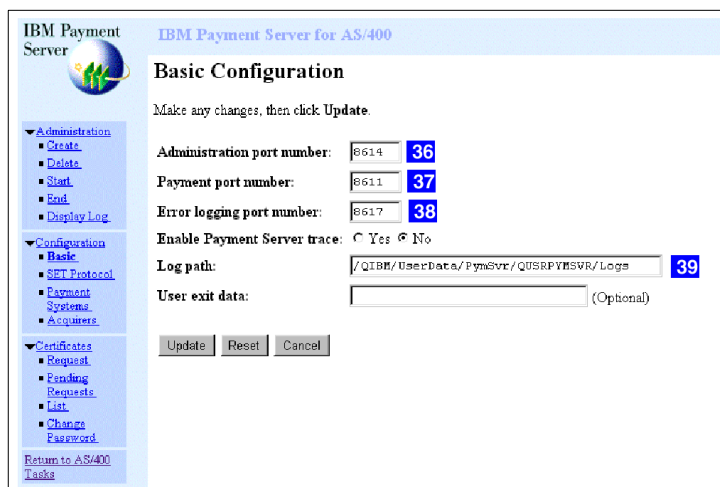 IBM Payment
Server
Administration
Create
Delete
Start
End
Display Log
Configuration
Basic
SET Protocol
Payment
Systems
Acquirers
Certificates
Request
Pending
Requests
List
Change
Password
Return to AS/400
Tasks
IBM Payment Server for AS/400
Basic Configuration
Make any changes, then click Update.
Administration port number: 8614 36
Payment port number: 8611 37
Error logging port number: 8617 38
Enable Payment Server trace: Yes No
Log path: /QIBM/UserData/PymSvr/QUSRPYMSVR/Logs 39
User exit data: (Optional)
Update Reset Cancel